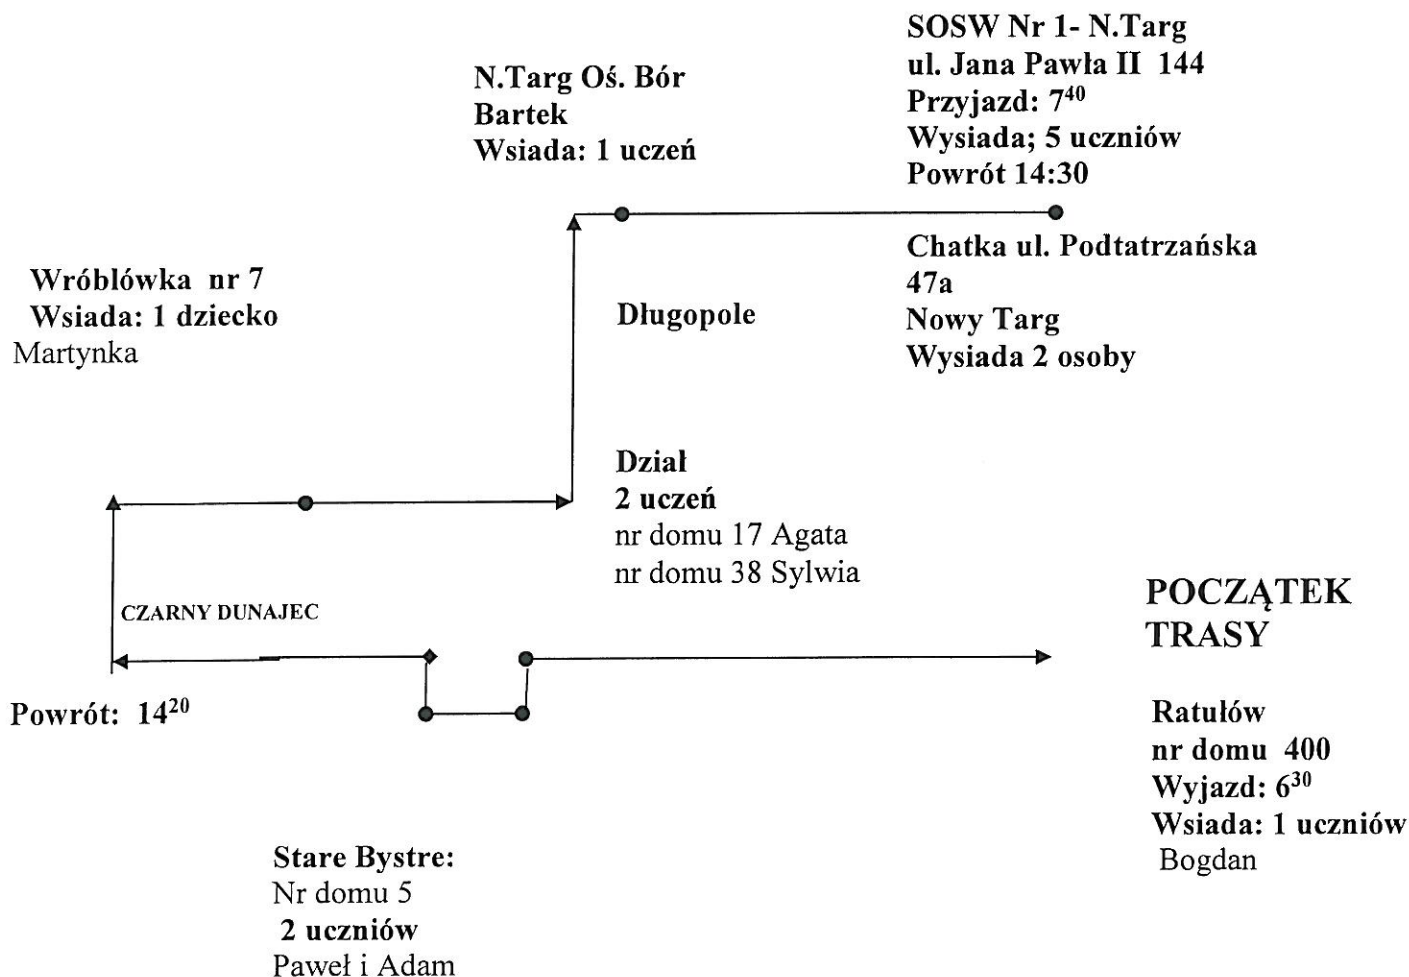 SOSW Nr 1- N.Targ
ul. Jana Pawła II 144
Przyjazd: 7⁴⁰
Wysiada; 5 uczniów
Powrót 14:30
N.Targ Oś. Bór
Bartek
Wsiada: 1 uczeń
Chatka ul. Podtatrzańska
47a
Nowy Targ
Wysiada 2 osoby
Wróblówka nr 7
Wsiada: 1 dziecko
Martynka
Długopole
Dział
2 uczeń
nr domu 17 Agata
nr domu 38 Sylwia
CZARNY DUNAJEC
POCZĄTEK
TRASY
Powrót: 14²⁰
Ratułów
nr domu 400
Wyjazd: 6³⁰
Wsiada: 1 uczniów
Bogdan
Stare Bystre:
Nr domu 5
2 uczniów
Paweł i Adam